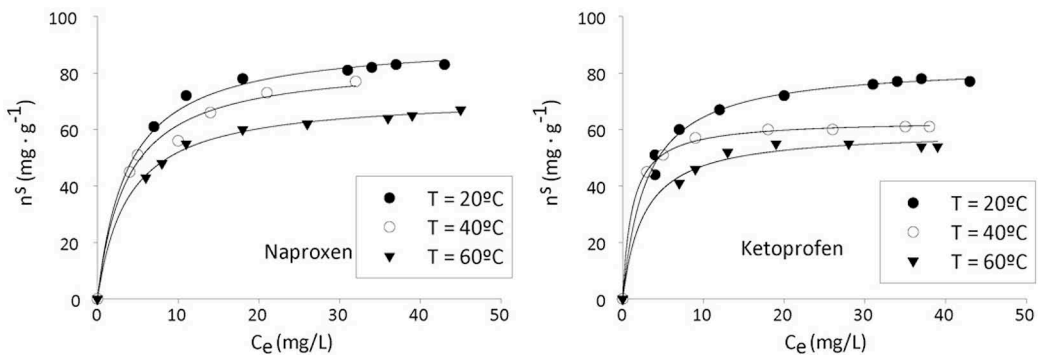 100
80
60
40
20
0
nˢ (mg · g⁻¹)
0 10 20 30 40 50
Cₑ (mg/L)
Naproxen
T = 20ºC
T = 40ºC
T = 60ºC
100
80
60
40
20
0
nˢ (mg · g⁻¹)
0 10 20 30 40 50
Cₑ (mg/L)
Ketoprofen
T = 20ºC
T = 40ºC
T = 60ºC